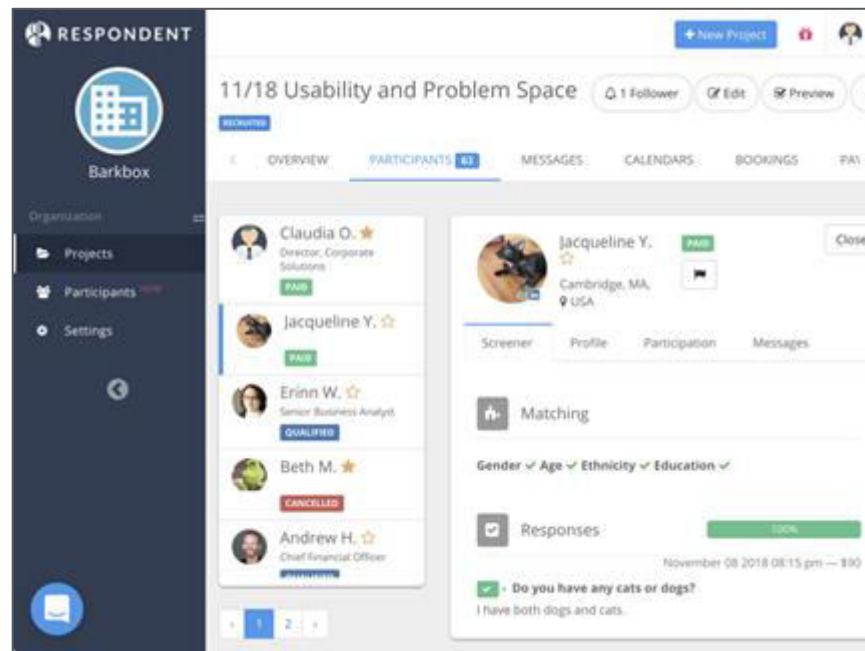 RESPONDENT
+ New Project
Barkbox
Organization
Projects
Participants NEW
Settings
11/18 Usability and Problem Space
1 Follower
Edit
Preview
RECRUITED
OVERVIEW
PARTICIPANTS 63
MESSAGES
CALENDARS
BOOKINGS
Claudia O.
Director, Corporate
Solutions
PAID
Jacqueline Y.
PAID
Erinn W.
Senior Business Analyst
QUALIFIED
Beth M.
CANCELLED
Andrew H.
Chief Financial Officer
QUALIFIED
1 2
Jacqueline Y.
PAID
Close
Cambridge, MA,
USA
Screener
Profile
Participation
Messages
Matching
Gender ✓ Age ✓ Ethnicity ✓ Education ✓
Responses
100%
November 08 2018 08:15 pm — $90
- Do you have any cats or dogs?
I have both dogs and cats.